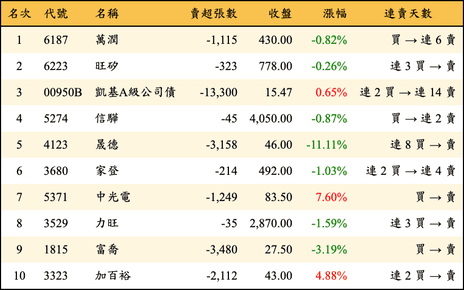 名次 代號 名稱 賣超張數 收盤 漲幅 連賣天數
1 6187 萬潤 -1,115 430.00 -0.82% 買 → 連 6 賣
2 6223 旺矽 -323 778.00 -0.26% 連 3 買 → 賣
3 00950B 凱基A級公司債 -13,300 15.47 0.65% 連 2 買 → 連 14 賣
4 5274 信驊 -45 4,050.00 -0.87% 買 → 連 2 賣
5 4123 晟德 -3,158 46.00 -11.11% 連 8 買 → 賣
6 3680 家登 -214 492.00 -1.03% 連 2 買 → 連 4 賣
7 5371 中光電 -1,249 83.50 7.60% 買 → 賣
8 3529 力旺 -35 2,870.00 -1.59% 連 3 買 → 賣
9 1815 富喬 -3,480 27.50 -3.19% 買 → 賣
10 3323 加百裕 -2,112 43.00 4.88% 連 2 買 → 賣